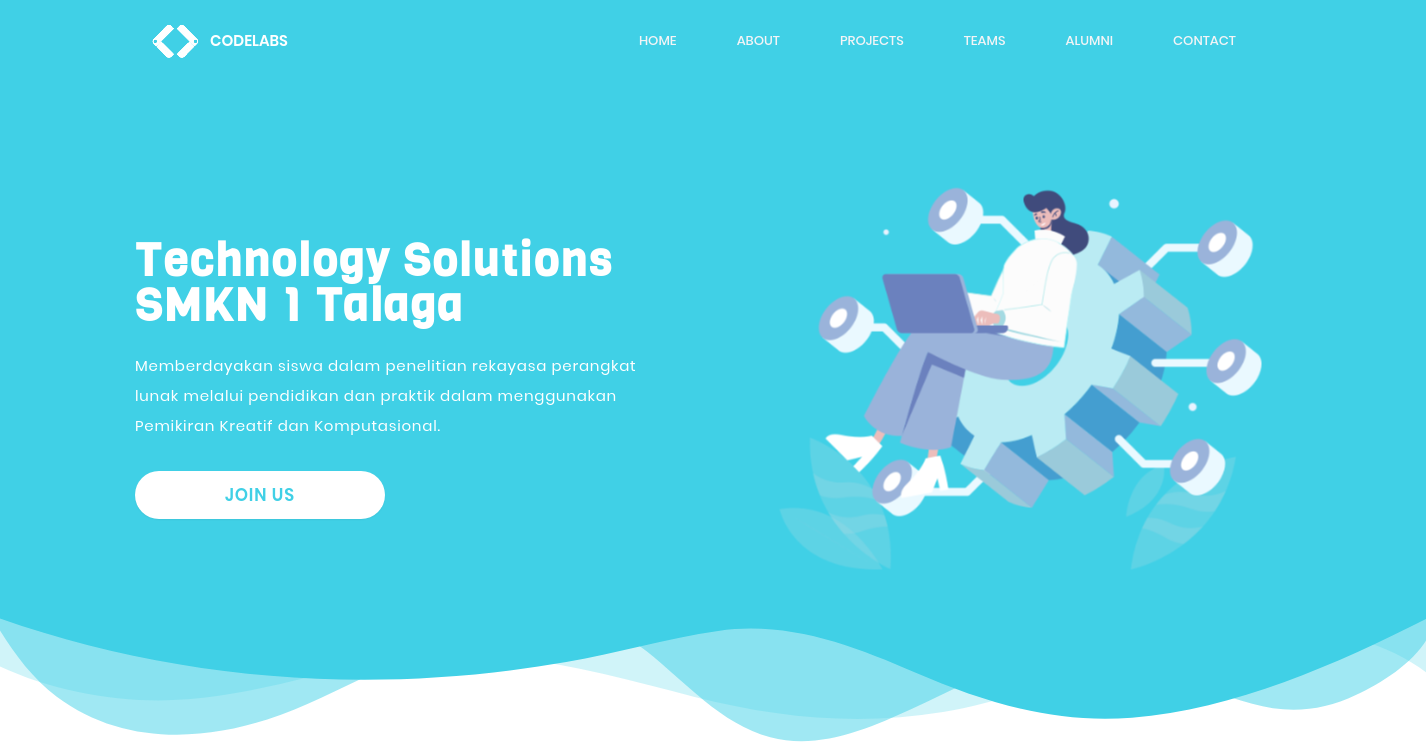 CODELABS
HOME ABOUT PROJECTS TEAMS ALUMNI CONTACT
Technology Solutions
SMKN 1 Talaga
Memberdayakan siswa dalam penelitian rekayasa perangkat
lunak melalui pendidikan dan praktik dalam menggunakan
Pemikiran Kreatif dan Komputasional.
JOIN US